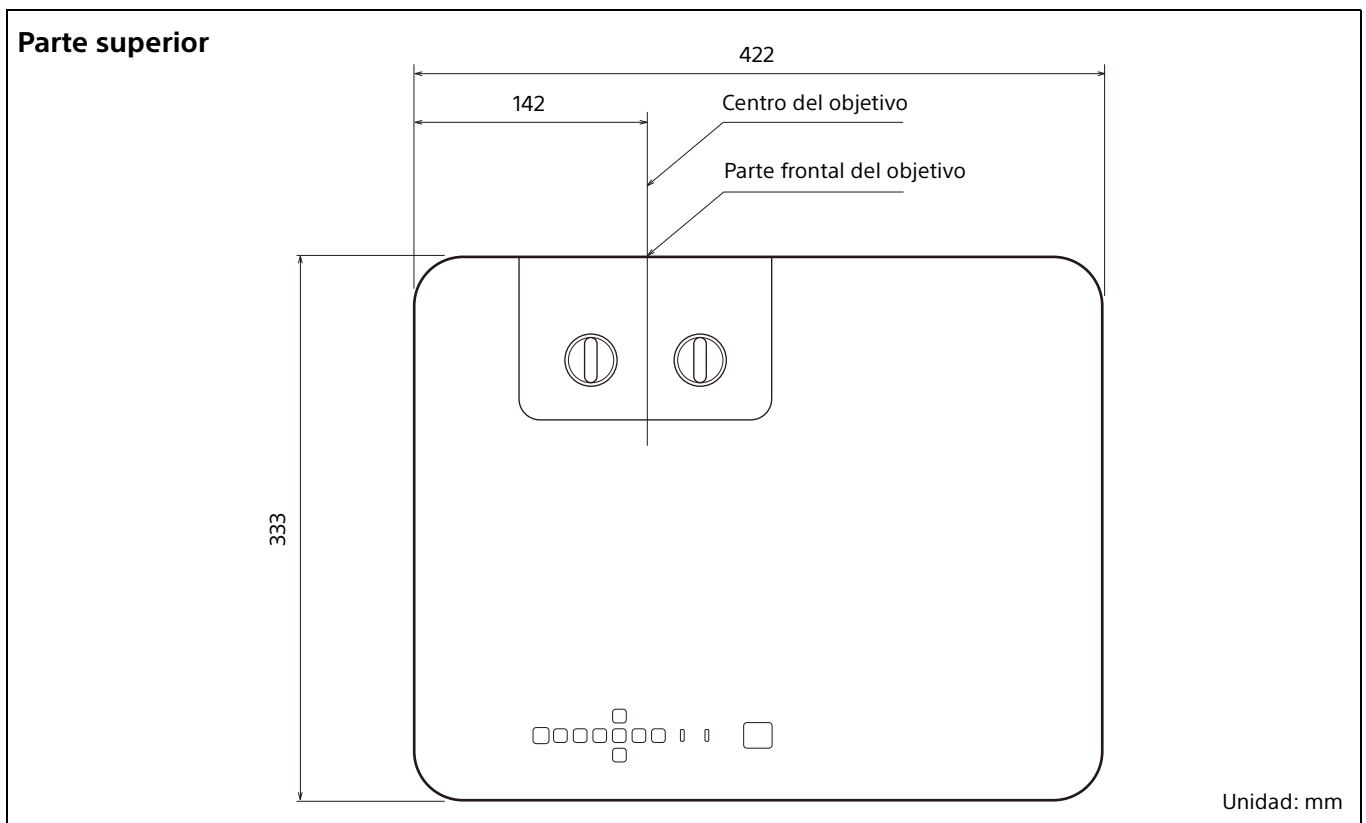 Parte superior
422
142
Centro del objetivo
Parte frontal del objetivo
333
Unidad: mm